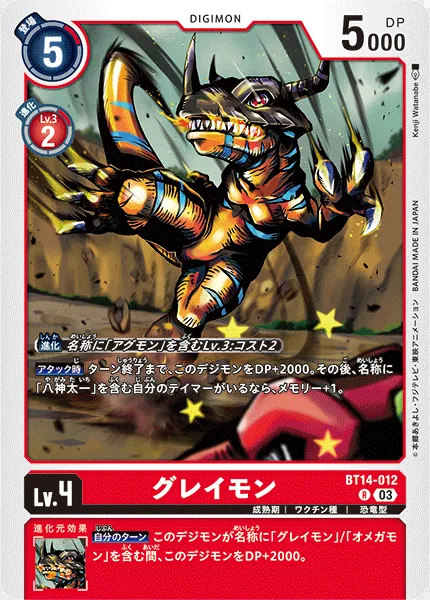 DIGIMON
登場
5
DP
5000
進化
Lv.3
2
Kenji Watanabe
BANDAI MADE IN JAPAN
©本郷あきよし・フジテレビ・東映アニメーション
進化 名称に「アグモン」を含むLv.3:コスト2
アタック時 ターン終了まで、このデジモンをDP+2000。その後、名称に
「八神太一」を含む自分のテイマーがいるなら、メモリー+1。
BT14-012
Lv.4
グレイモン
R 03
成熟期 | ワクチン種 | 恐竜型
進化元効果
自分のターン このデジモンが名称に「グレイモン」/「オメガモ
ン」を含む間、このデジモンをDP+2000。